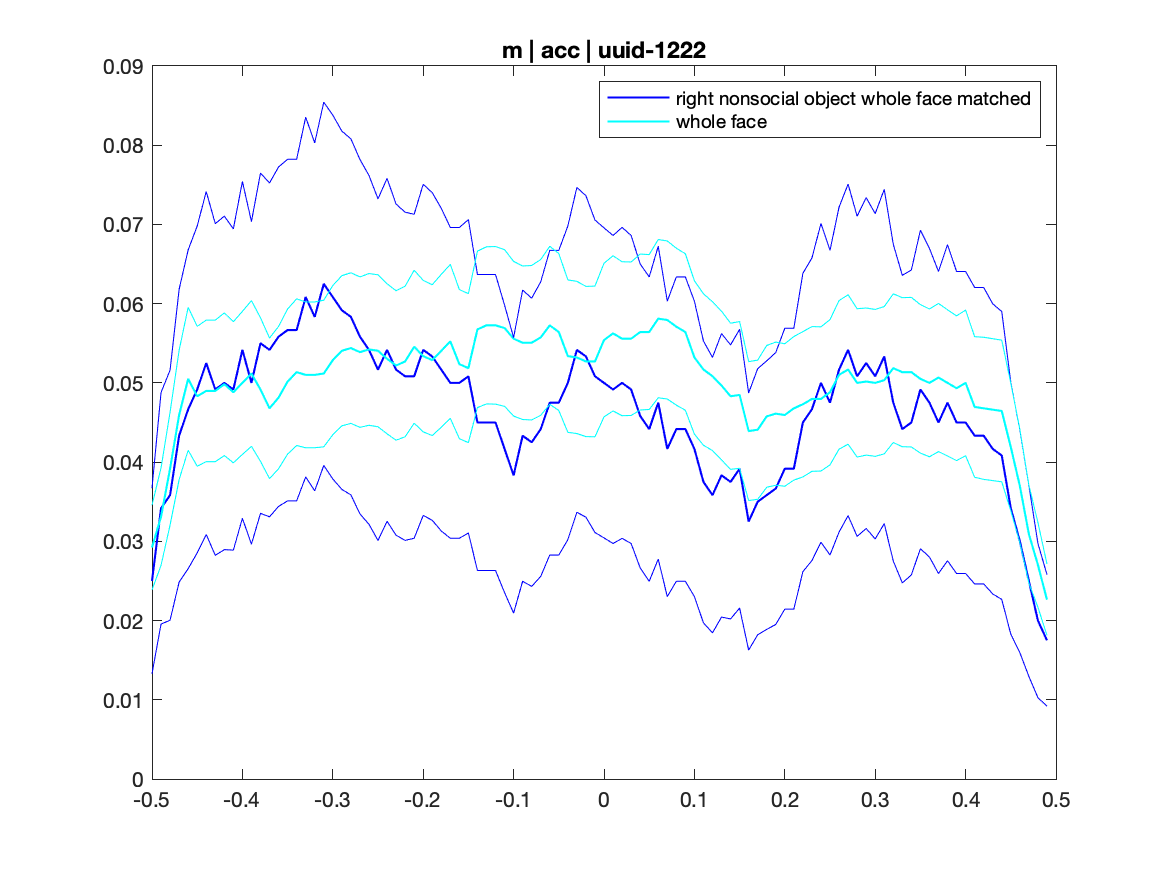 m | acc | uuid-1222
right nonsocial object whole face matched
whole face
0.09
0.08
0.07
0.06
0.05
0.04
0.03
0.02
0.01
0
-0.5 -0.4 -0.3 -0.2 -0.1 0 0.1 0.2 0.3 0.4 0.5